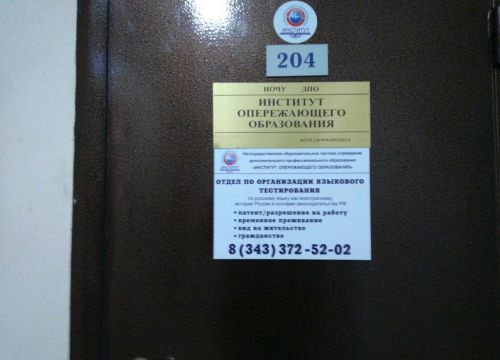 ИНСТИТУТ
204
НОЧУ ДПО
ИНСТИТУТ
ОПЕРЕЖАЮЩЕГО
ОБРАЗОВАНИЯ
Негосударственное образовательное частное учреждение
дополнительного профессионального образования
«ИНСТИТУТ ОПЕРЕЖАЮЩЕГО ОБРАЗОВАНИЯ»
ОТДЕЛ ПО ОРГАНИЗАЦИИ ЯЗЫКОВОГО
ТЕСТИРОВАНИЯ
по русскому языку как иностранному,
истории России и основам законодательства РФ
• патент/разрешение на работу
• временное проживание
• вид на жительство
• гражданство
8 (343) 372-52-02